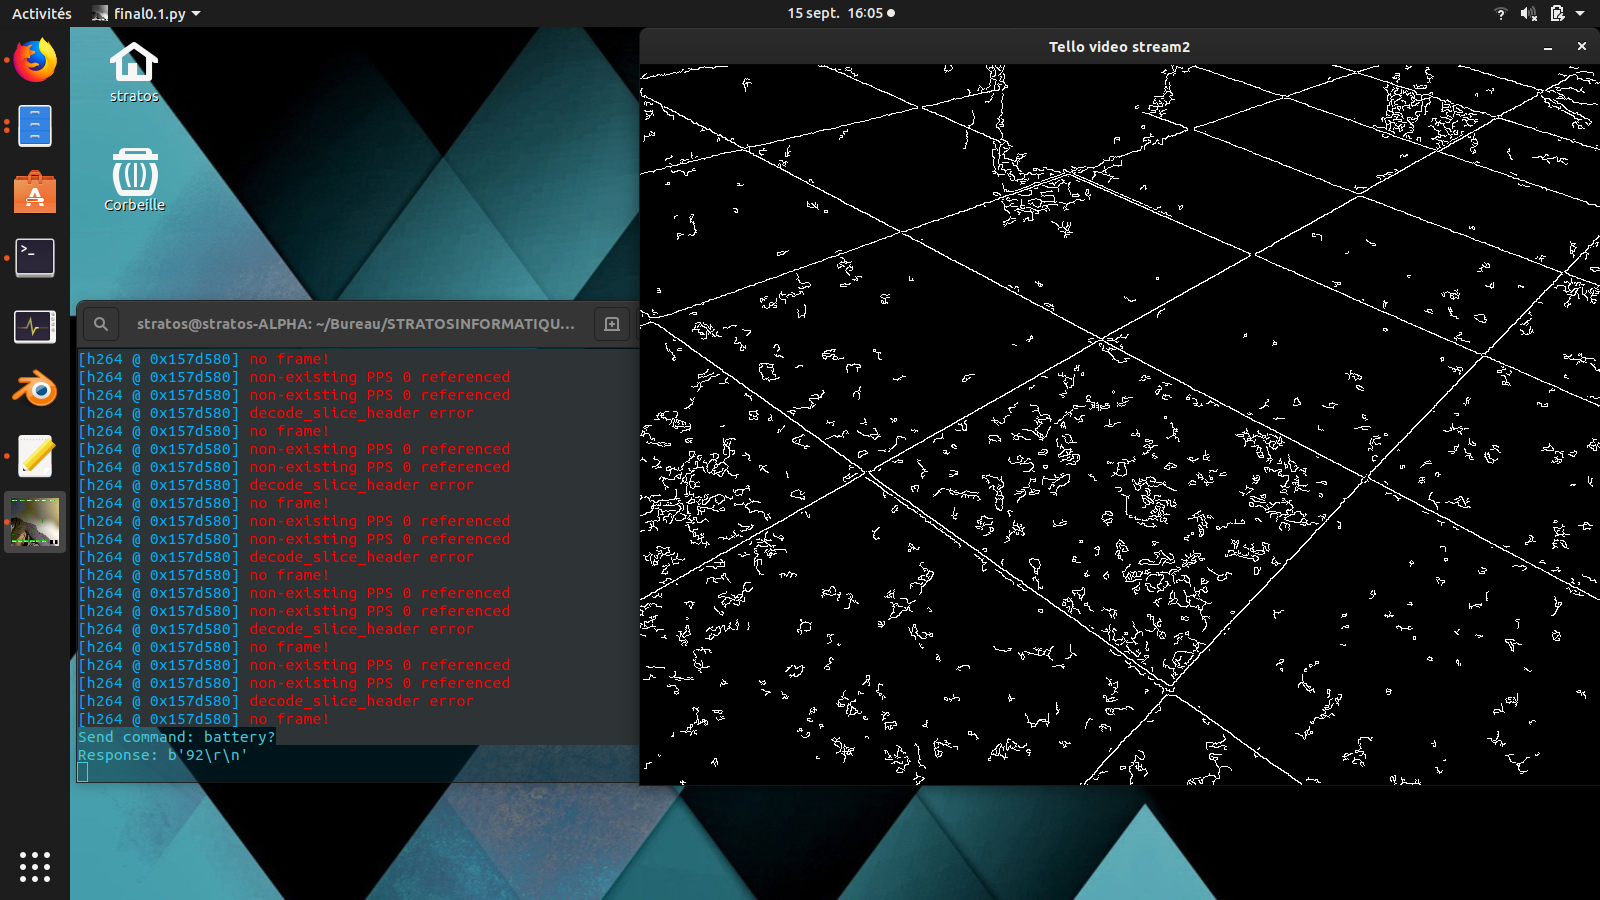 Activités
final0.1.py
15 sept. 16:05
stratos
Corbeille
Tello video stream2
stratos@stratos-ALPHA: ~/Bureau/STRATOSINFORMATIQU...
[h264 @ 0x157d580] no frame!
[h264 @ 0x157d580] non-existing PPS 0 referenced
[h264 @ 0x157d580] non-existing PPS 0 referenced
[h264 @ 0x157d580] decode_slice_header error
[h264 @ 0x157d580] no frame!
[h264 @ 0x157d580] non-existing PPS 0 referenced
[h264 @ 0x157d580] non-existing PPS 0 referenced
[h264 @ 0x157d580] decode_slice_header error
[h264 @ 0x157d580] no frame!
[h264 @ 0x157d580] non-existing PPS 0 referenced
[h264 @ 0x157d580] non-existing PPS 0 referenced
[h264 @ 0x157d580] decode_slice_header error
[h264 @ 0x157d580] no frame!
[h264 @ 0x157d580] non-existing PPS 0 referenced
[h264 @ 0x157d580] non-existing PPS 0 referenced
[h264 @ 0x157d580] decode_slice_header error
[h264 @ 0x157d580] no frame!
[h264 @ 0x157d580] non-existing PPS 0 referenced
[h264 @ 0x157d580] non-existing PPS 0 referenced
[h264 @ 0x157d580] decode_slice_header error
[h264 @ 0x157d580] no frame!
Send command: battery?
Response: b'92\r\n'